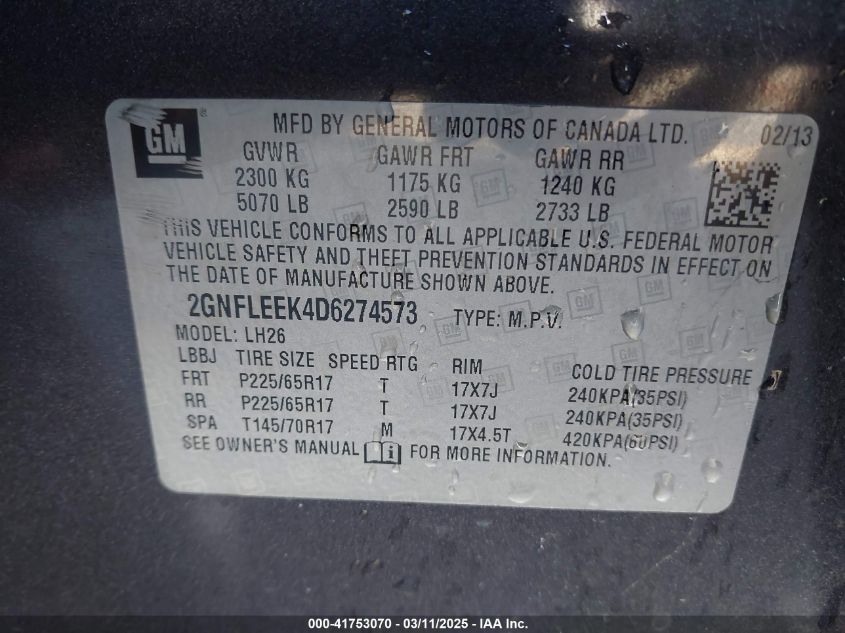 GM ® MFD BY GENERAL MOTORS OF CANADA LTD. 02/13
GVWR GAWR FRT GAWR RR
2300 KG 1175 KG 1240 KG
5070 LB 2590 LB 2733 LB
THIS VEHICLE CONFORMS TO ALL APPLICABLE U.S. FEDERAL MOTOR
VEHICLE SAFETY AND THEFT PREVENTION STANDARDS IN EFFECT ON
THE DATE OF MANUFACTURE SHOWN ABOVE.
2GNFLEEK4D6274573 TYPE: M.P.V.
MODEL: LH26
LBBJ TIRE SIZE SPEED RTG RIM COLD TIRE PRESSURE
FRT P225/65R17 T 17X7J 240KPA(35PSI)
RR P225/65R17 T 17X7J 240KPA(35PSI)
SPA T145/70R17 M 17X4.5T 420KPA(60PSI)
SEE OWNER'S MANUAL i FOR MORE INFORMATION.
000-41753070 - 03/11/2025 - IAA Inc.